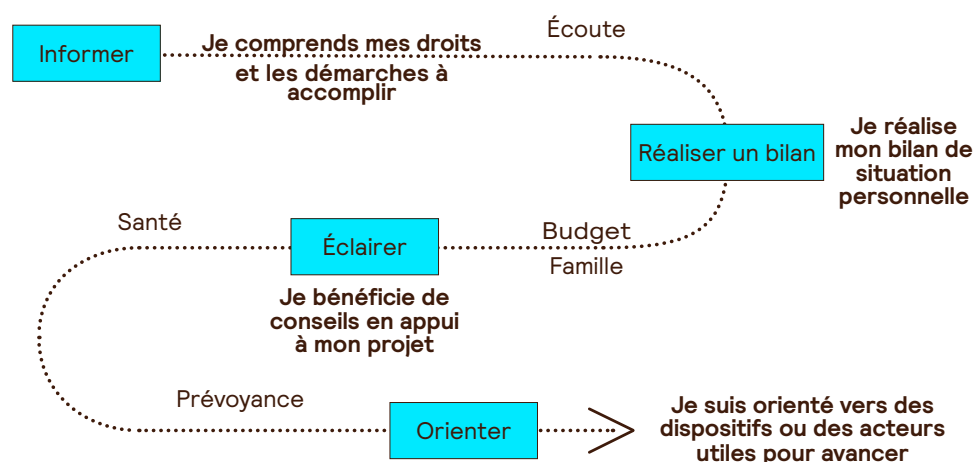 Informer
Je comprends mes droits
et les démarches à
accomplir
Écoute
Réaliser un bilan
Je réalise
mon bilan de
situation
personnelle
Budget
Famille
Éclairer
Je bénéficie de
conseils en appui
à mon projet
Santé
Prévoyance
Orienter
Je suis orienté vers des
dispositifs ou des acteurs
utiles pour avancer